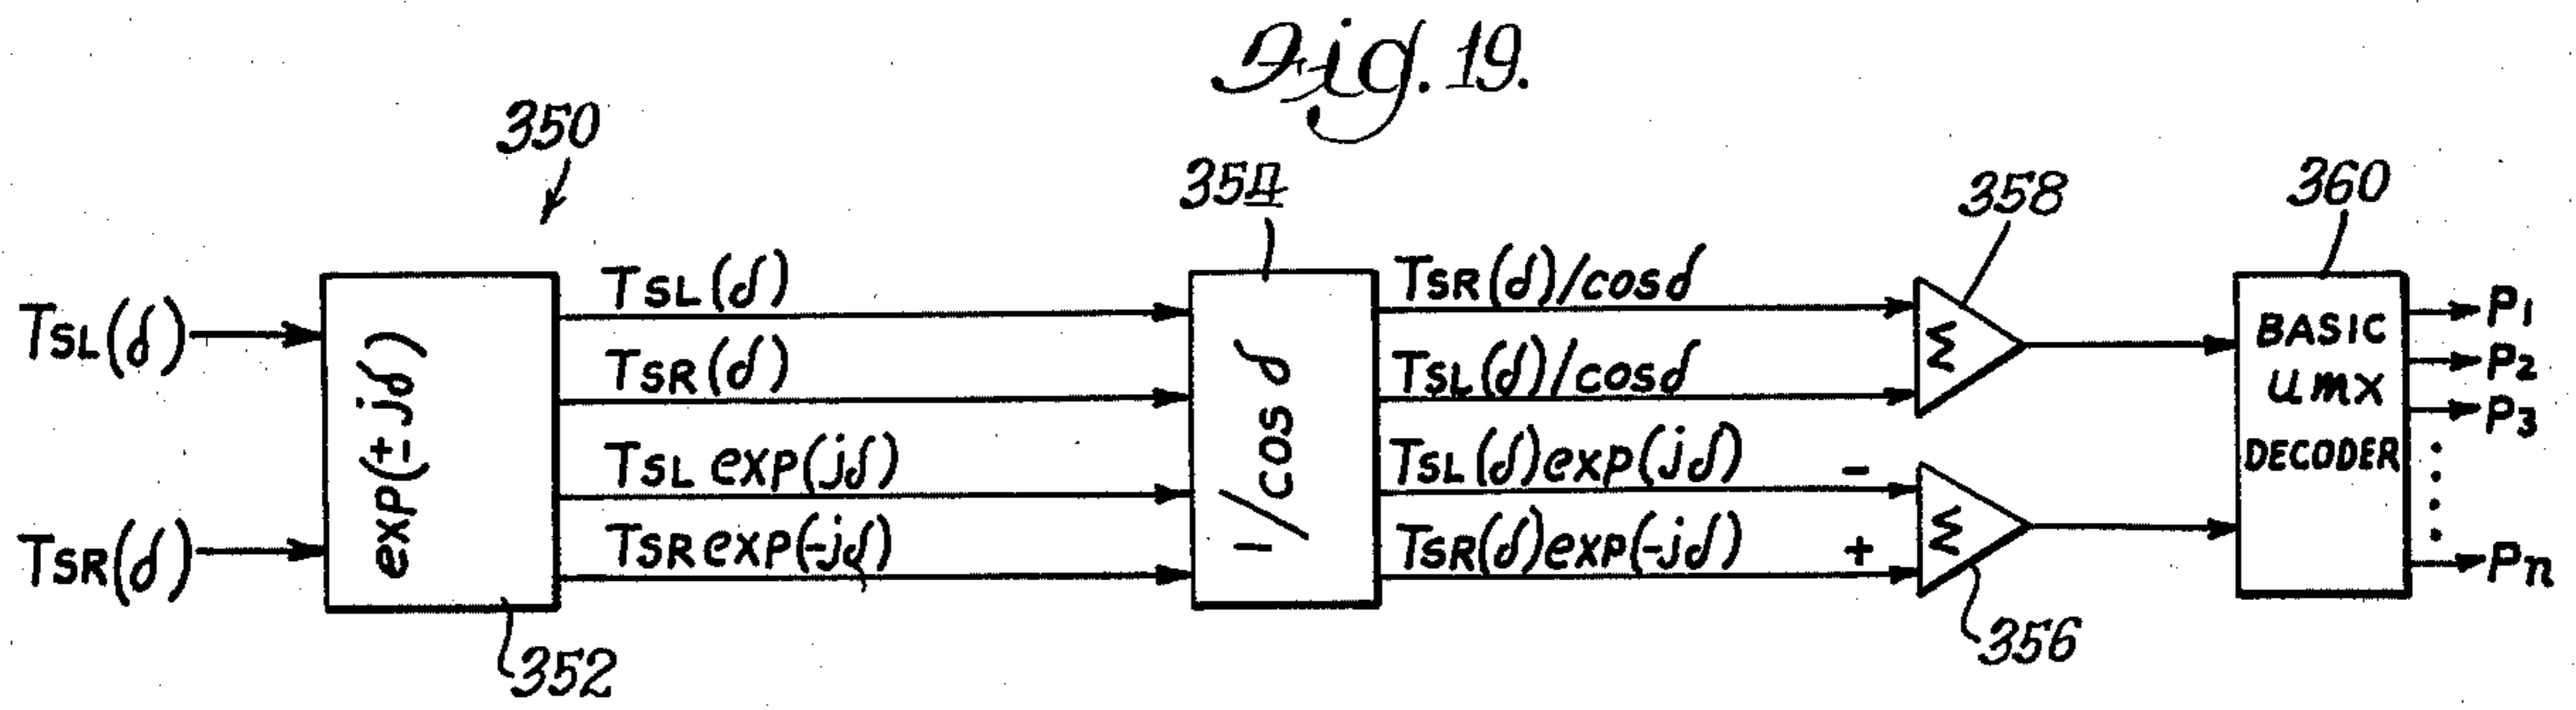 Fig. 19.
350
354
358
360
TSL(δ)
TSR(δ)
exp(±jδ)
352
TSL(δ)
TSR(δ)
TSL exp(jδ)
TSR exp(-jδ)
1/cos δ
TSR(δ)/cosδ
TSL(δ)/cosδ
TSL(δ)exp(jδ) -
TSR(δ)exp(-jδ) +
Σ
Σ
356
BASIC
UMX
DECODER
P1
P2
P3
Pn